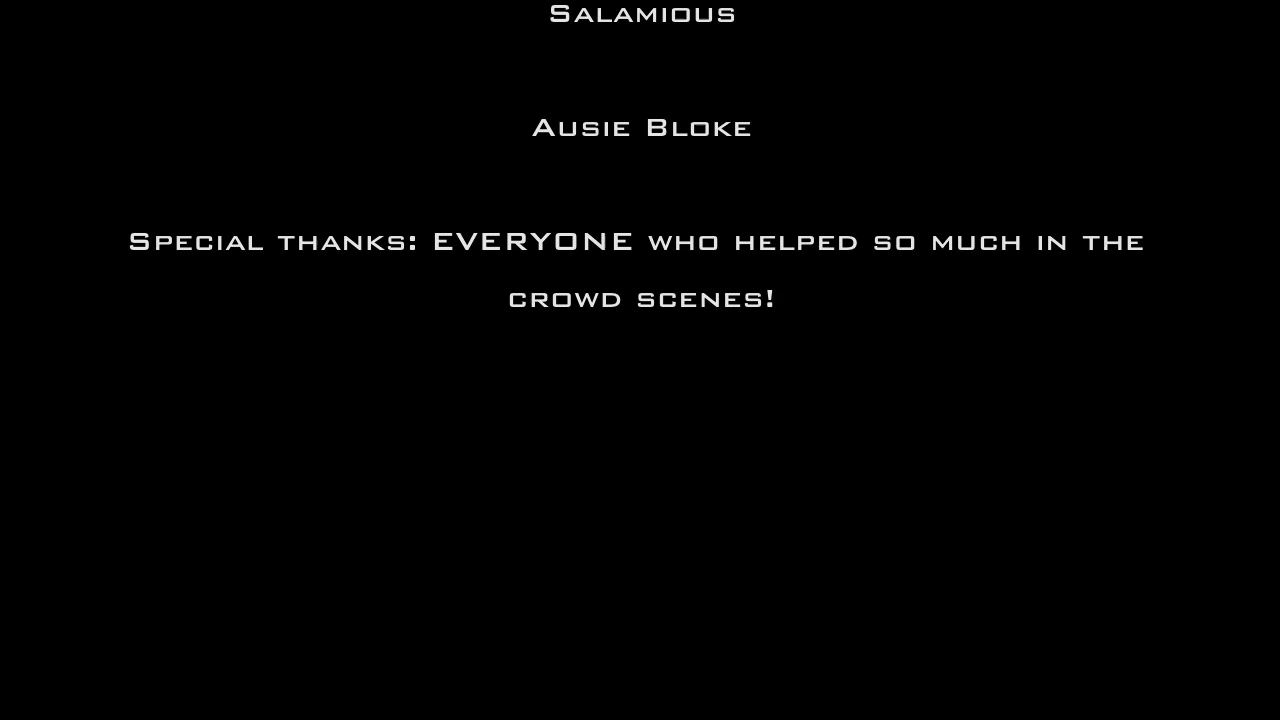 Salamious
Ausie Bloke
Special thanks: EVERYONE who helped so much in the
crowd scenes!